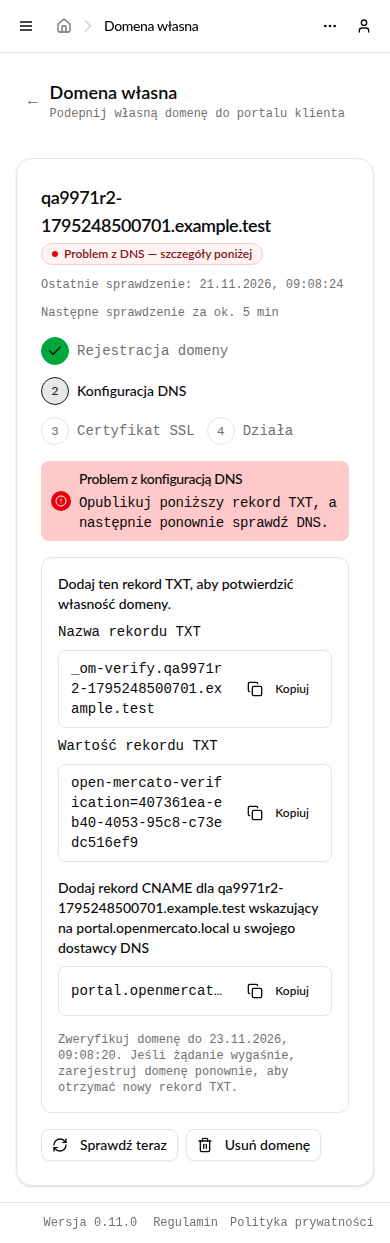 Domena własna
← Domena własna
Podepnij własną domenę do portalu klienta
qa9971r2-
1795248500701.example.test
Problem z DNS — szczegóły poniżej
Ostatnie sprawdzenie: 21.11.2026, 09:08:24
Następne sprawdzenie za ok. 5 min
Rejestracja domeny
2 Konfiguracja DNS
3 Certyfikat SSL 4 Działa
Problem z konfiguracją DNS
Opublikuj poniższy rekord TXT, a
następnie ponownie sprawdź DNS.
Dodaj ten rekord TXT, aby potwierdzić
własność domeny.
Nazwa rekordu TXT
_om-verify.qa9971r
2-1795248500701.ex
ample.test
Kopiuj
Wartość rekordu TXT
open-mercato-verif
ication=407361ea-e
b40-4053-95c8-c73e
dc516ef9
Kopiuj
Dodaj rekord CNAME dla qa9971r2-
1795248500701.example.test wskazujący
na portal.openmercato.local u swojego
dostawcy DNS
portal.openmercat… Kopiuj
Zweryfikuj domenę do 23.11.2026,
09:08:20. Jeśli żądanie wygaśnie,
zarejestruj domenę ponownie, aby
otrzymać nowy rekord TXT.
Sprawdź teraz Usuń domenę
Wersja 0.11.0 Regulamin Polityka prywatności